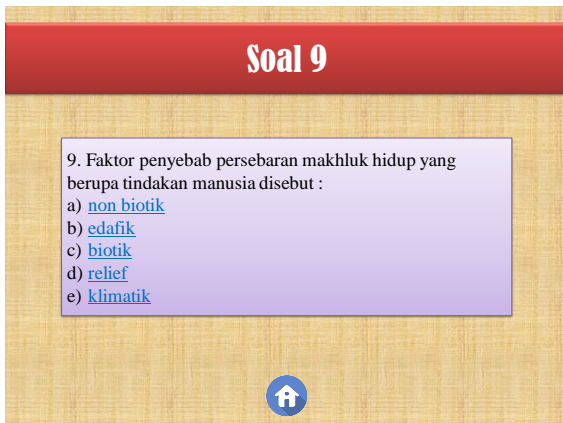 Soal 9
9. Faktor penyebab persebaran makhluk hidup yang
berupa tindakan manusia disebut :
a) non biotik
b) edafik
c) biotik
d) relief
e) klimatik